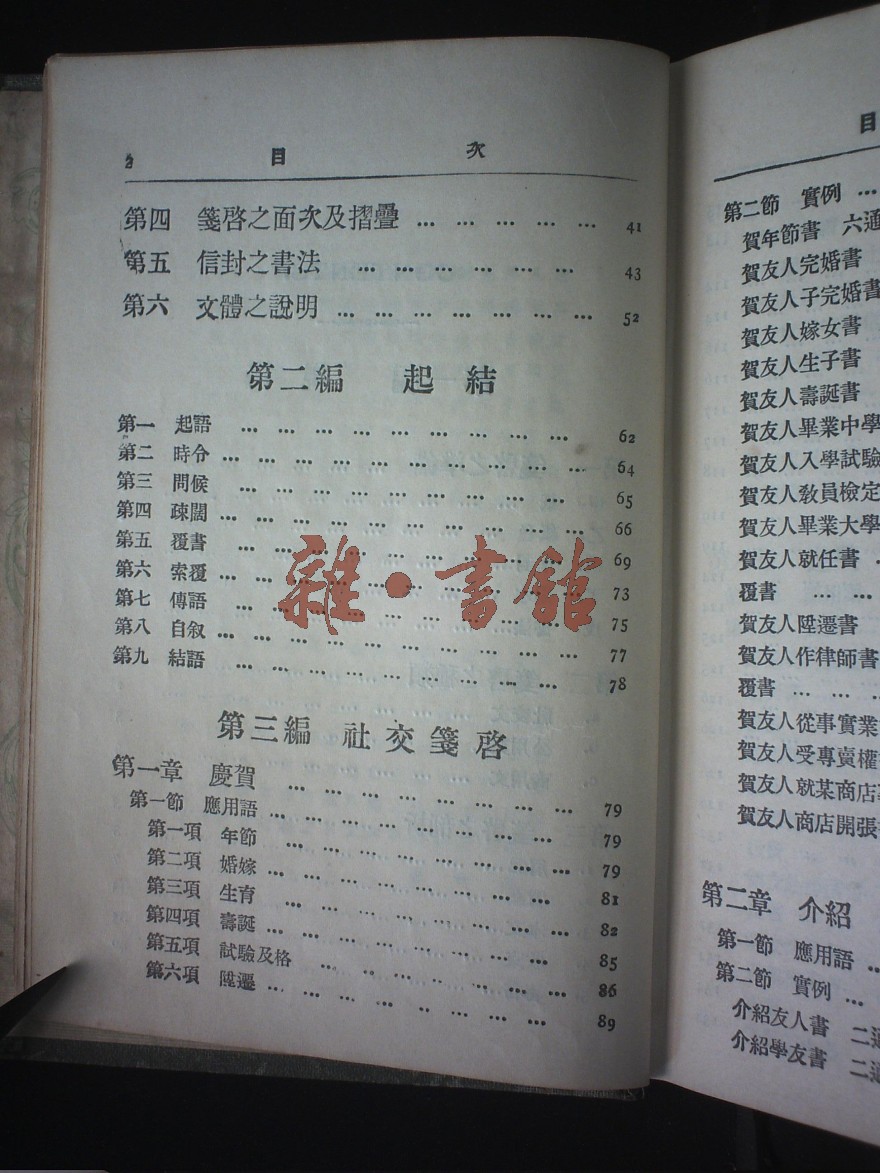 2 目 次
第四 箋啓之面次及摺疊 … … … … … 41
第五 信封之書法 … … … … … … 43
第六 文體之說明 … … … … … … … 52
第二編 起結
第一 起語 … … … … … … … … … 62
第二 時令 … … … … … … … … … … 64
第三 問候 … … … … … … … … … 65
第四 疎闊 … … … … … … … … … … 66
第五 覆書 … … … … … … … … … 69
第六 索覆 … … … … … … … … … … 73
第七 傳語 … … … … … … … … … 75
第八 自叙 … … … … … … … … … … 77
第九 結語 … … … … … … … … … 78
第三編 社交箋啓
第一章 慶賀 … … … … … … … … 79
第一節 應用語 … … … … … … … … 79
第一項 年節 … … … … … … … … 79
第二項 婚嫁 … … … … … … … … 81
第三項 生育 … … … … … … … 82
第四項 壽誕 … … … … … … … … 85
第五項 試驗及格 … … … … … … 86
第六項 陞遷 … … … … … … … … 89
雜·書館
目
第二節 實例 …
賀年節書 六通
賀友人完婚書
賀友人子完婚書
賀友人嫁女書
賀友人生子書
賀友人壽誕書
賀友人畢業中學
賀友人入學試驗
賀友人敎員檢定
賀友人畢業大學
賀友人就任書 …
覆書 … … …
賀友人陞遷書
賀友人作律師書
覆書 … … …
賀友人從事實業
賀友人受專賣權
賀友人就某商店
賀友人商店開張
第二章 介紹
第一節 應用語 …
第二節 實例 …
介紹友人書 二通
介紹學友書 二通